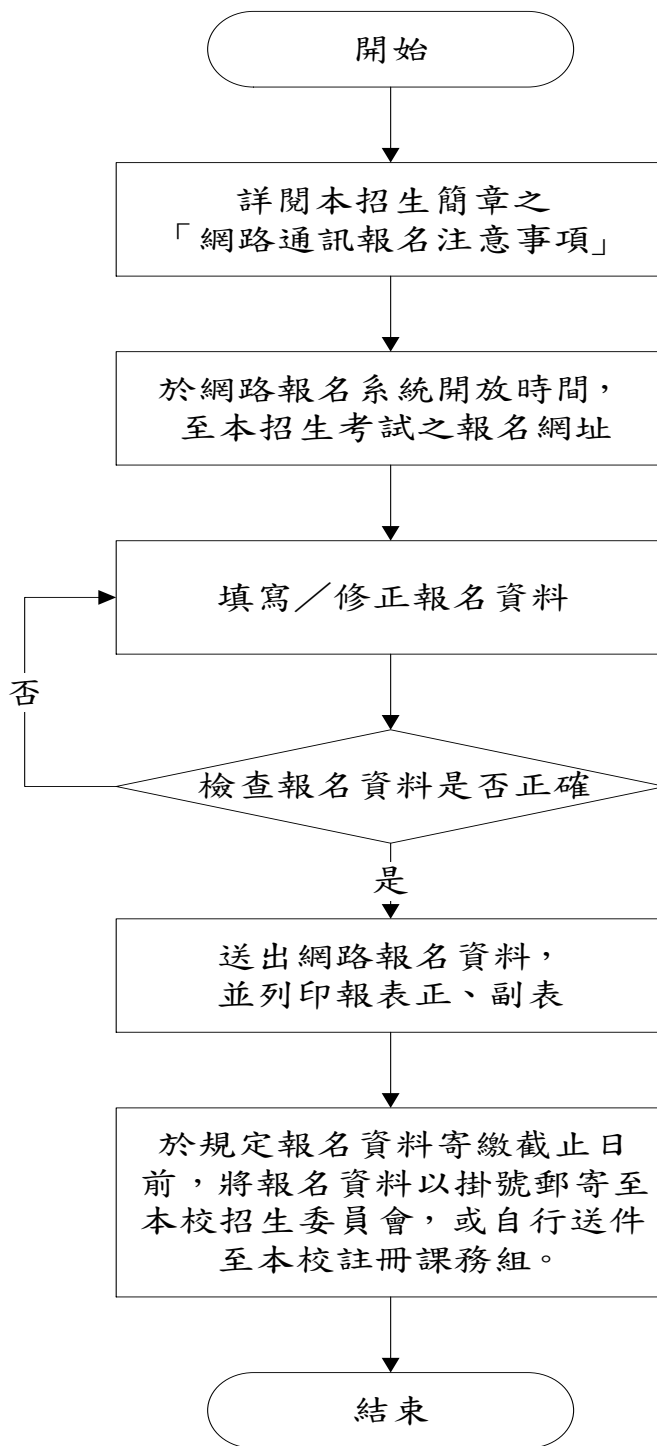 開始
詳閱本招生簡章之
「網路通訊報名注意事項」
於網路報名系統開放時間，
至本招生考試之報名網址
填寫／修正報名資料
否
檢查報名資料是否正確
是
送出網路報名資料，
並列印報表正、副表
於規定報名資料寄繳截止日
前，將報名資料以掛號郵寄至
本校招生委員會，或自行送件
至本校註冊課務組。
結束